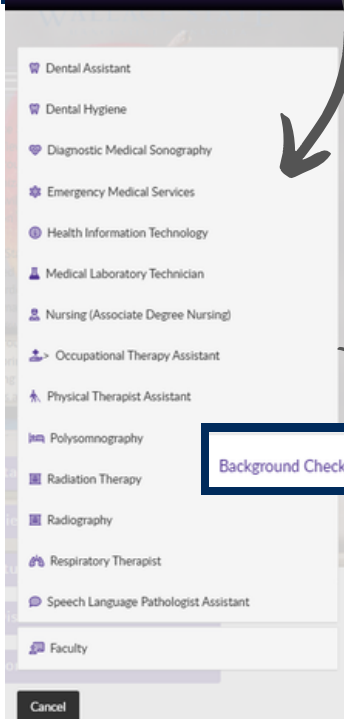 Dental Assistant
Dental Hygiene
Diagnostic Medical Sonography
Emergency Medical Services
Health Information Technology
Medical Laboratory Technician
Nursing (Associate Degree Nursing)
> Occupational Therapy Assistant
Physical Therapist Assistant
Polysomnography
Background Check
Radiation Therapy
Radiography
Respiratory Therapist
Speech Language Pathologist Assistant
Faculty
Cancel